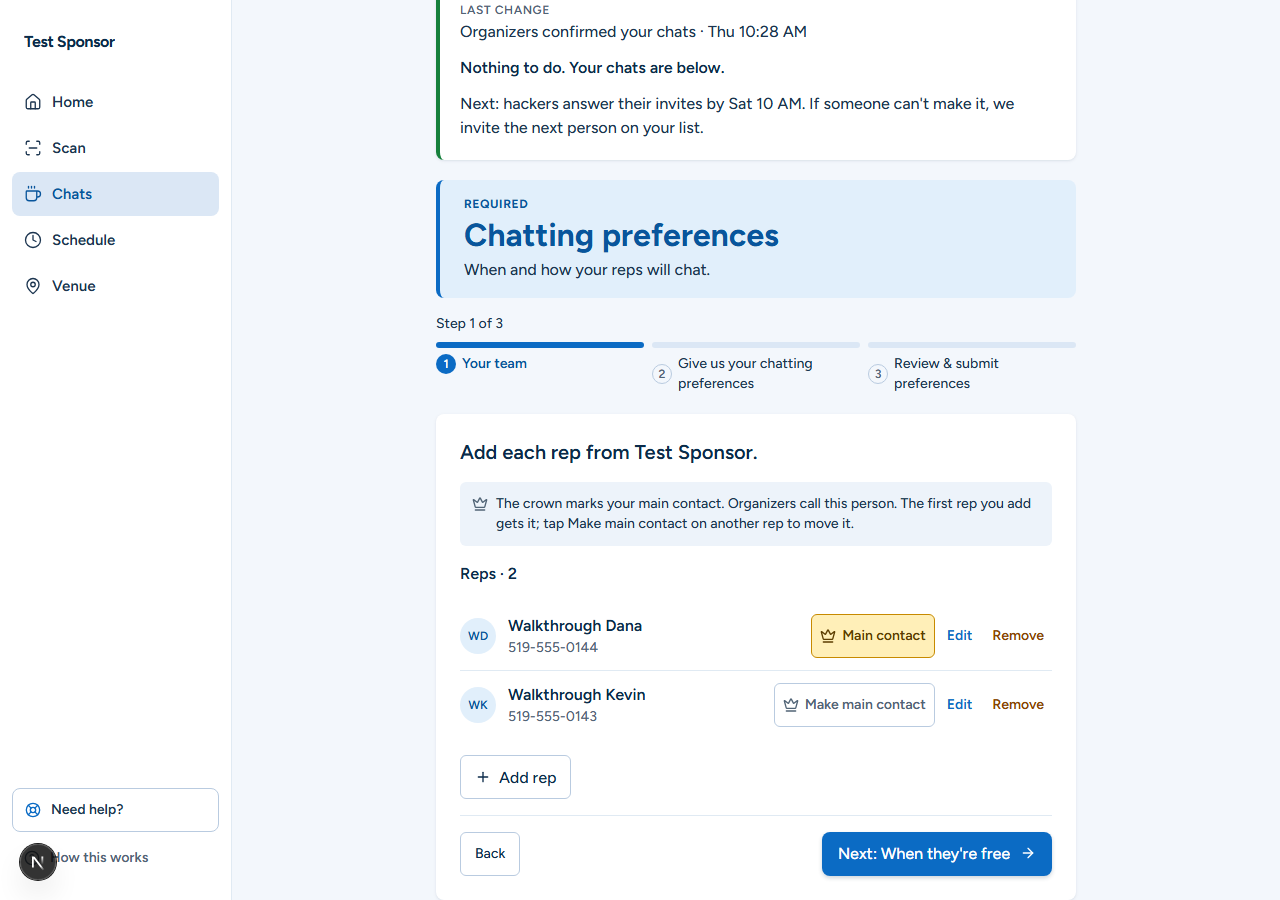 Test Sponsor
Home
Scan
Chats
Schedule
Venue
Need help?
How this works
N
LAST CHANGE
Organizers confirmed your chats · Thu 10:28 AM
Nothing to do. Your chats are below.
Next: hackers answer their invites by Sat 10 AM. If someone can't make it, we
invite the next person on your list.
REQUIRED
Chatting preferences
When and how your reps will chat.
Step 1 of 3
1 Your team
2 Give us your chatting
preferences
3 Review & submit
preferences
Add each rep from Test Sponsor.
The crown marks your main contact. Organizers call this person. The first rep you add
gets it; tap Make main contact on another rep to move it.
Reps · 2
WD Walkthrough Dana
519-555-0144
Main contact Edit Remove
WK Walkthrough Kevin
519-555-0143
Make main contact Edit Remove
+ Add rep
Back
Next: When they're free →